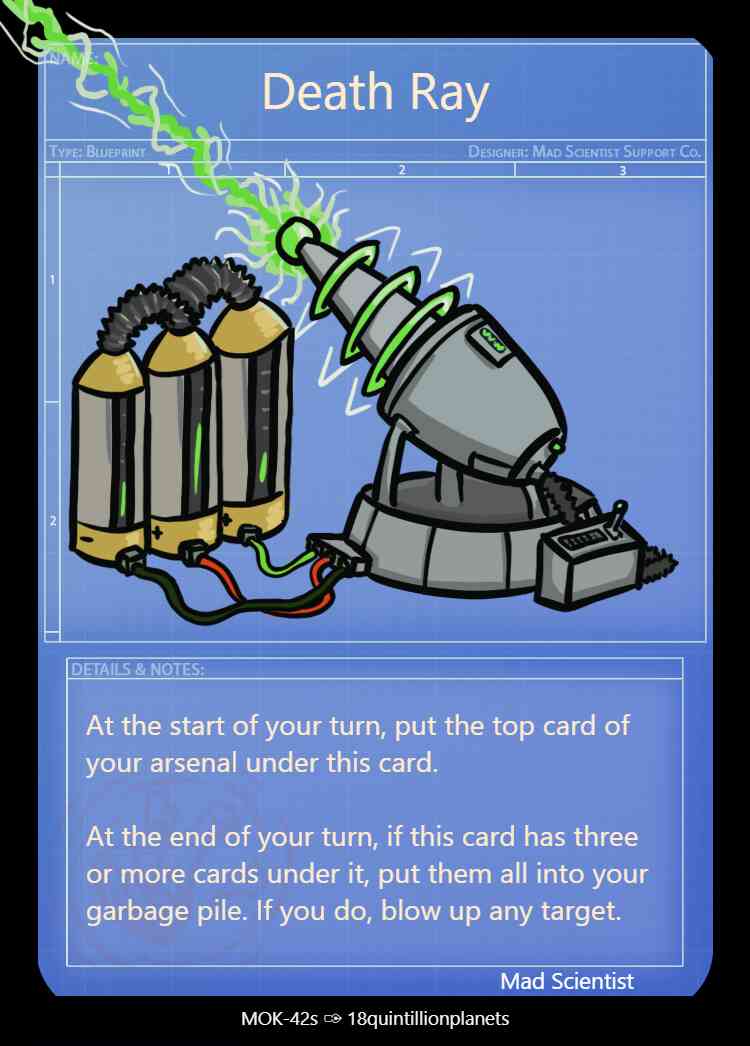 NAME:
Death Ray
TYPE: BLUEPRINT
DESIGNER: MAD SCIENTIST SUPPORT CO.
1 2 3
1
2
- + +
DETAILS & NOTES:
At the start of your turn, put the top card of
your arsenal under this card.
At the end of your turn, if this card has three
or more cards under it, put them all into your
garbage pile. If you do, blow up any target.
Mad Scientist
MOK-42s ➩ 18quintillionplanets